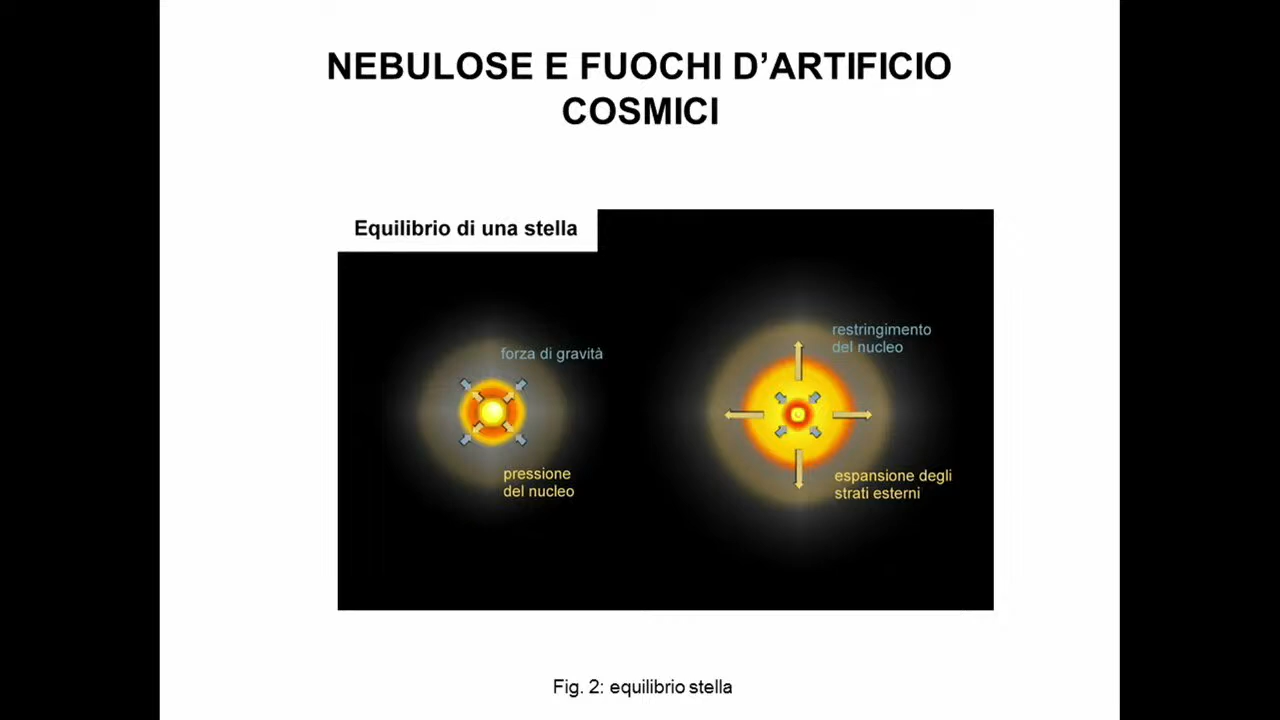 NEBULOSE E FUOCHI D’ARTIFICIO
COSMICI
Equilibrio di una stella
forza di gravità
pressione
del nucleo
restringimento
del nucleo
espansione degli
strati esterni
Fig. 2: equilibrio stella